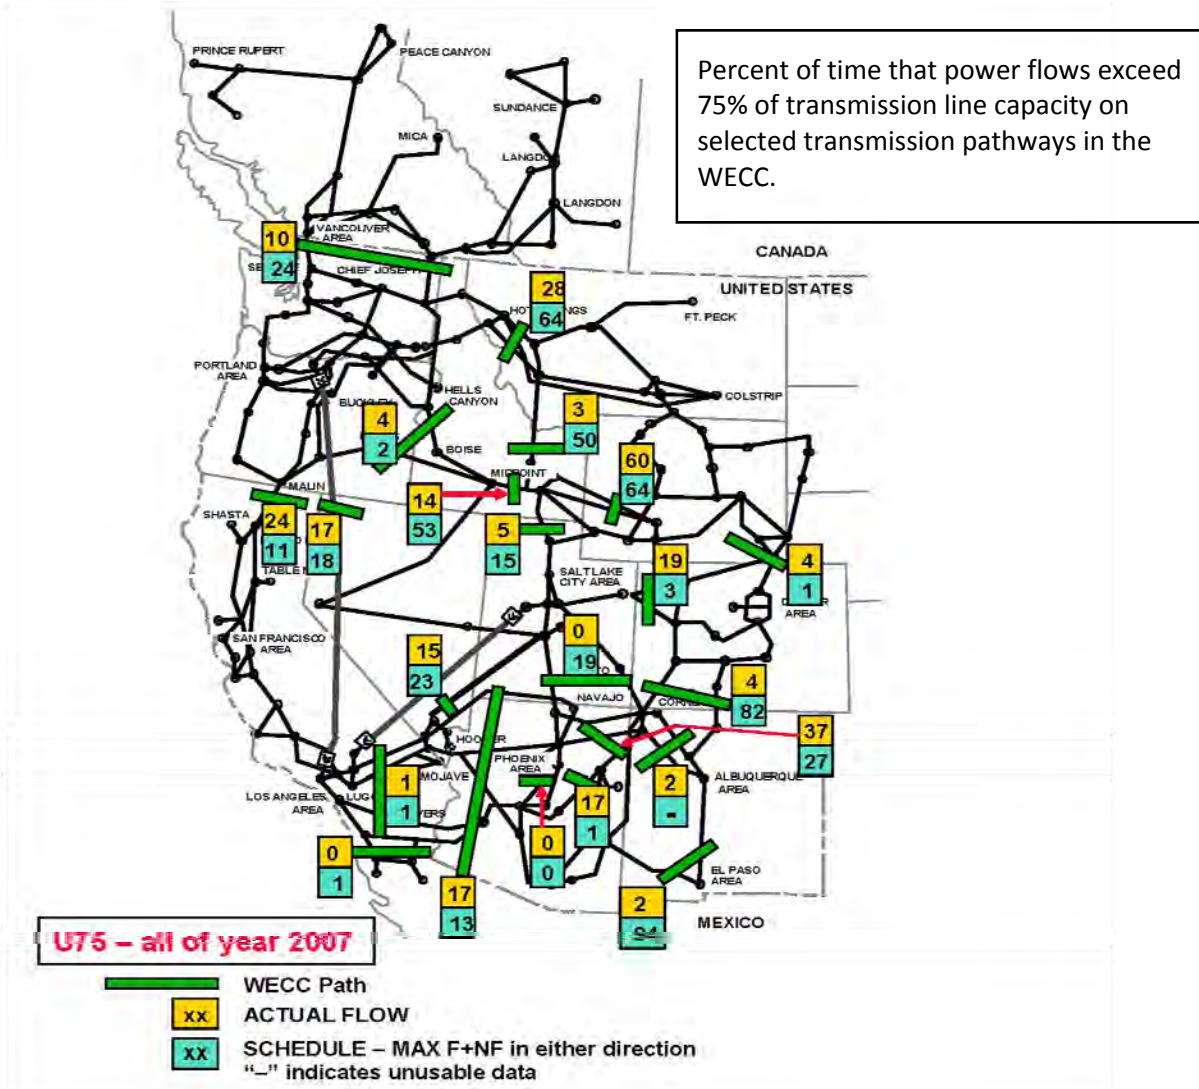 PRINCE RUPERT
PEACE CANYON
Percent of time that power flows exceed
75% of transmission line capacity on
selected transmission pathways in the
WECC.
SUNDANCE
MICA
LANGDON
VANCOUVER
AREA
10
24
CHIEF JOSEPH
CANADA
UNITED STATES
28
64
FT. PECK
PORTLAND
AREA
HELLS
CANYON
COLSTRIP
BUCKLEY
4
2
3
50
BOISE
60
64
MIDPOINT
MALIN
14
53
SHASTA
24
11
17
18
5
15
19
3
4
1
SALT LAKE
CITY AREA
AREA
SAN FRANCISCO
AREA
0
19
15
23
NAVAJO
4
82
37
27
HOOVER
PHOENIX
AREA
MOJAVE
1
1
17
1
2
-
ALBUQUERQUE
AREA
LOS ANGELES
AREA
LUGO
0
1
0
0
EL PASO
AREA
17
13
2
94
MEXICO
U75 – all of year 2007
WECC Path
xx
ACTUAL FLOW
xx
SCHEDULE – MAX F+NF in either direction
“–” indicates unusable data